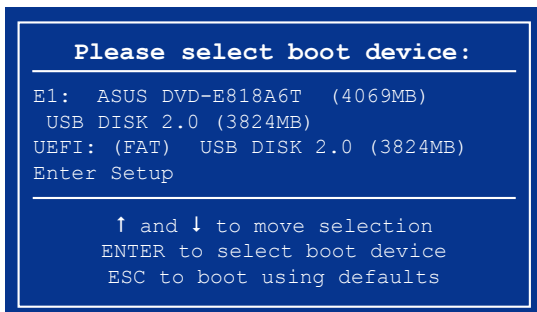 Please select boot device:
E1: ASUS DVD-E818A6T (4069MB)
USB DISK 2.0 (3824MB)
UEFI: (FAT) USB DISK 2.0 (3824MB)
Enter Setup
↑ and ↓ to move selection
ENTER to select boot device
ESC to boot using defaults